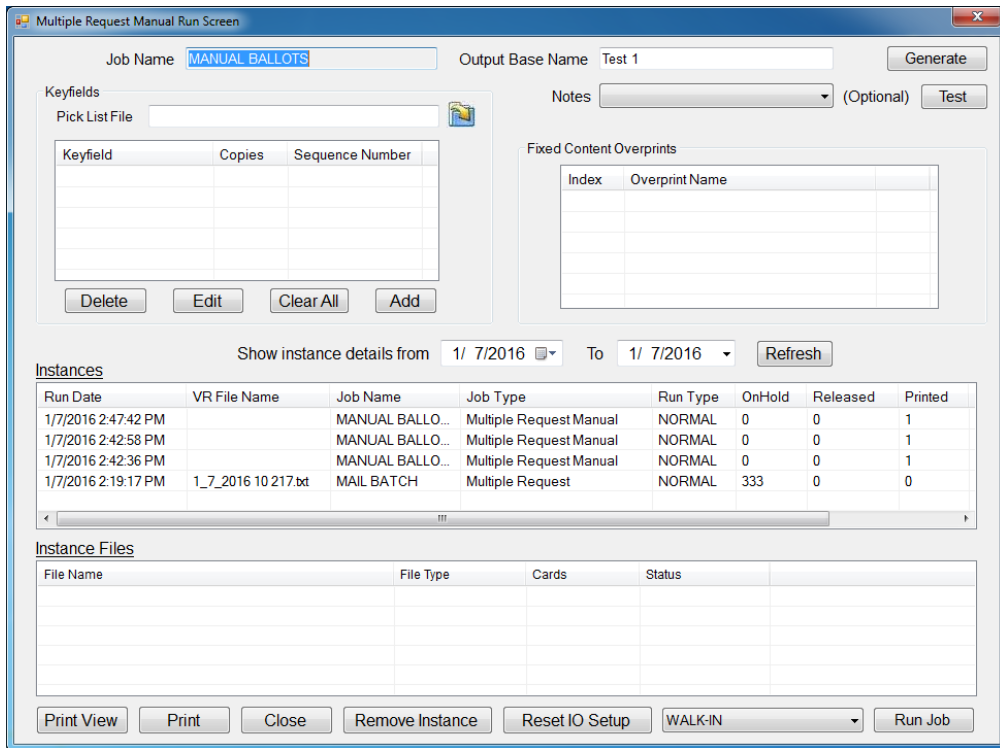 Multiple Request Manual Run Screen
Job Name MANUAL BALLOTS Output Base Name Test 1 Generate
Keyfields Notes (Optional) Test
Pick List File
Fixed Content Overprints
Keyfield Copies Sequence Number
Index Overprint Name
Delete Edit Clear All Add
Show instance details from 1/ 7/2016 To 1/ 7/2016 Refresh
Instances
Run Date VR File Name Job Name Job Type Run Type OnHold Released Printed
1/7/2016 2:47:42 PM MANUAL BALLO... Multiple Request Manual NORMAL 0 0 1
1/7/2016 2:42:58 PM MANUAL BALLO... Multiple Request Manual NORMAL 0 0 1
1/7/2016 2:42:36 PM MANUAL BALLO... Multiple Request Manual NORMAL 0 0 1
1/7/2016 2:19:17 PM 1_7_2016 10 217.txt MAIL BATCH Multiple Request NORMAL 333 0 0
Instance Files
File Name File Type Cards Status
Print View Print Close Remove Instance Reset IO Setup WALK-IN Run Job